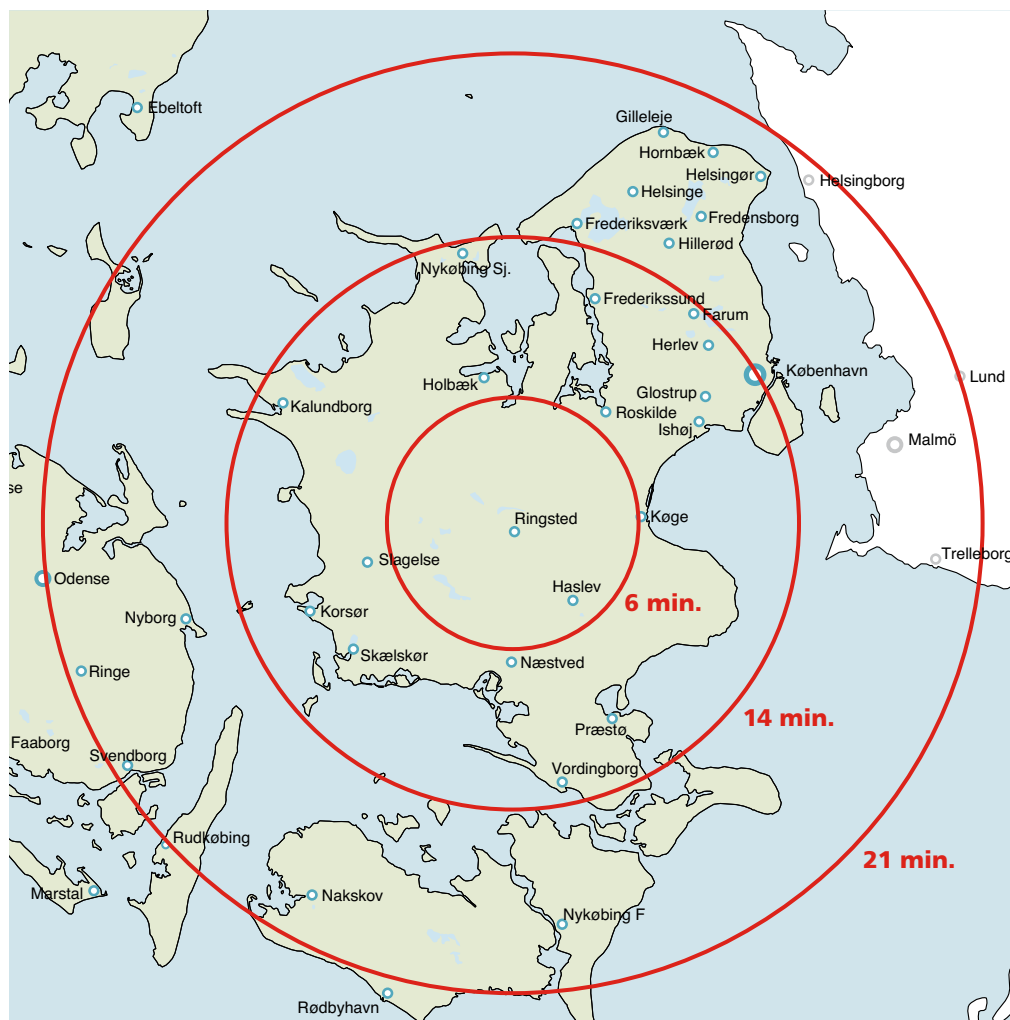 Ebeltoft
Gilleleje
Hornbæk
Helsingør
Helsingborg
Helsinge
Fredensborg
Frederiksværk
Hillerød
Nykøbing Sj.
Frederikssund
Farum
Herlev
København
Lund
Holbæk
Kalundborg
Glostrup
Roskilde
Ishøj
Malmö
se
Ringsted
Køge
Slagelse
Trelleborg
Odense
Haslev
6 min.
Korsør
Nyborg
Skælskør
Næstved
Ringe
14 min.
Præstø
Faaborg
Svendborg
Vordingborg
Rudkøbing
21 min.
Marstal
Nakskov
Nykøbing F
Rødbyhavn